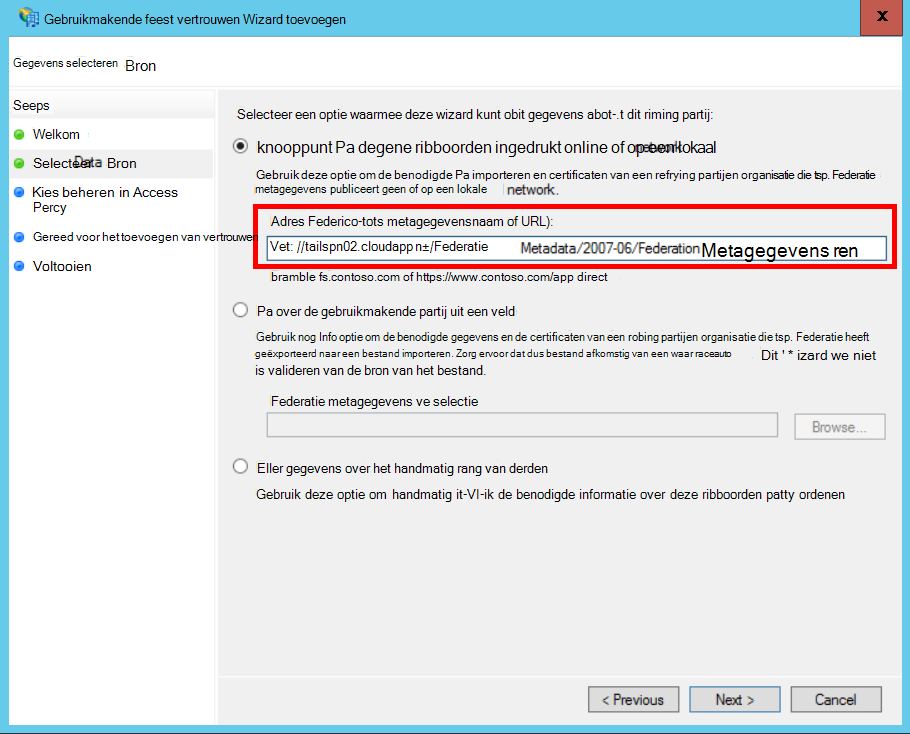 Gebruikmakende feest vertrouwen Wizard toevoegen
x
Gegevens selecteren Bron
Seeps
Welkom
Selecteer Data Bron
Kies beheren in Access
Percy
Gereed voor het toevoegen van vertrouwen
Voltooien
Selecteer een optie waarmee deze wizard kunt obit gegevens abot-.t dit riming partij:
knooppunt Pa degene ribboorden ingedrukt online of op een lokaal
Gebruik deze optie om de benodigde Pa importeren en certificaten van een refrying partijen organisatie die tsp. Federatie
metagegevens publiceert geen of op een lokale network.
Adres Federico-tots metagegevensnaam of URL):
Vet: //tailspn02.cloudapp n±/Federatie Metadata/2007-06/Federation Metagegevens ren
bramble fs.contoso.com of https://www.contoso.com/app direct
Pa over de gebruikmakende partij uit een veld
Gebruik nog Info optie om de benodigde gegevens en de certificaten van een robing partijen organisatie die tsp. Federatie heeft
geëxporteerd naar een bestand importeren. Zorg ervoor dat dus bestand afkomstig van een waar raceauto Dit ' * izard we niet
is valideren van de bron van het bestand.
Federatie metagegevens ve selectie
Browse...
Eller gegevens over het handmatig rang van derden
Gebruik deze optie om handmatig it-VI-ik de benodigde informatie over deze ribboorden patty ordenen
< Previous
Next >
Cancel